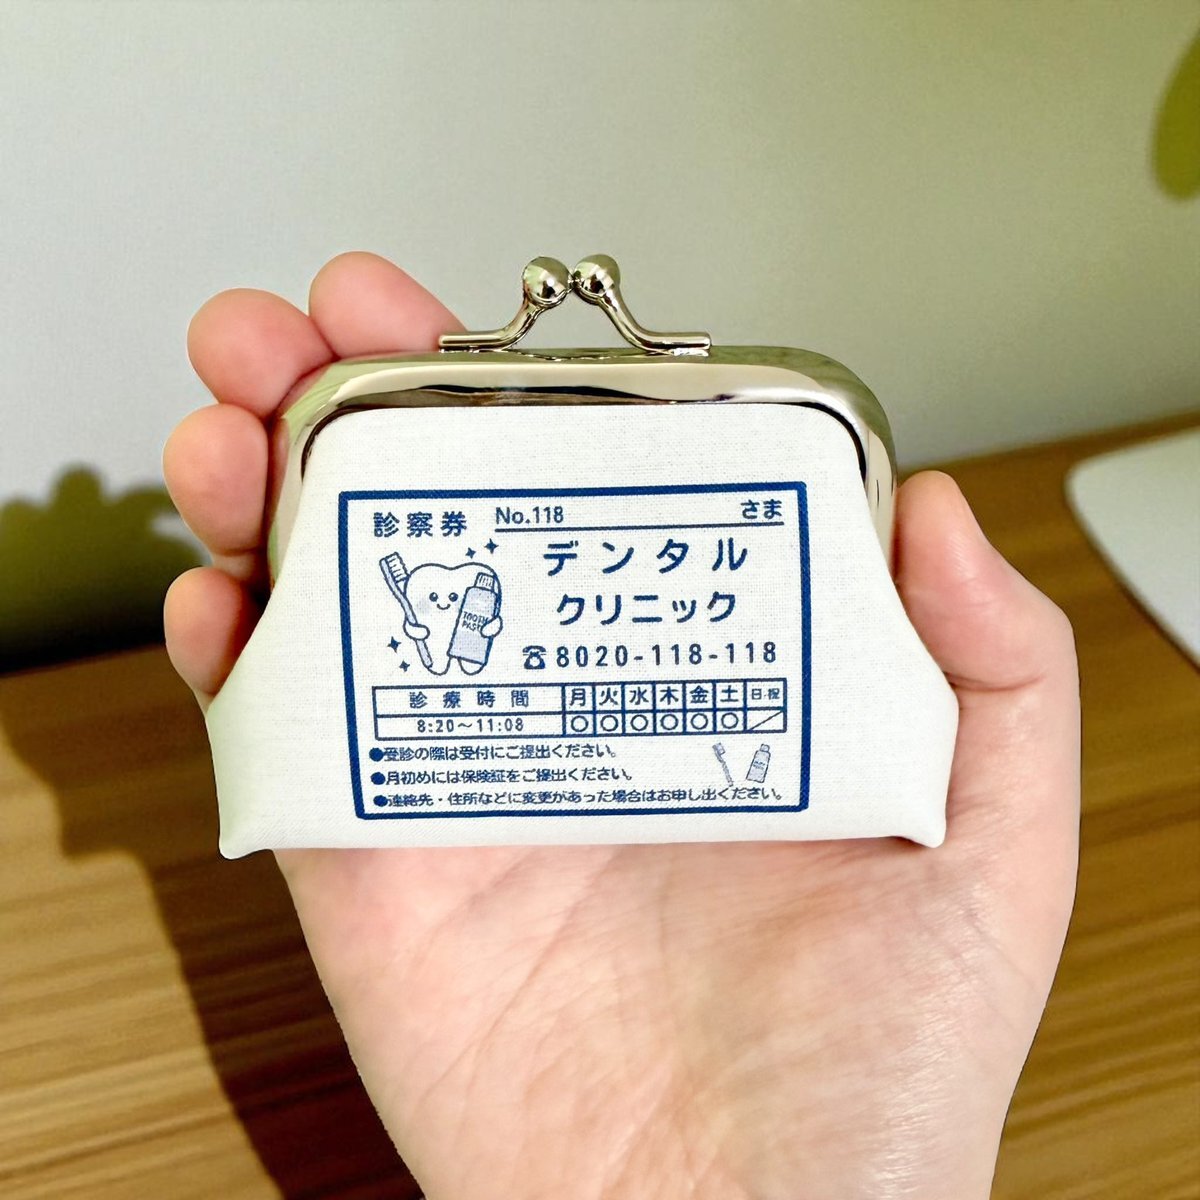 診察券 No.118 さま
デンタル
クリニック
☎8020-118-118
TOOTH
PASTE
診療時間 月 火 水 木 金 土 日・祝
8:20～11:08 ○ ○ ○ ○ ○ ○ ／
●受診の際は受付にご提出ください。
●月初めには保険証をご提出ください。
●連絡先・住所などに変更があった場合はお申し出ください。